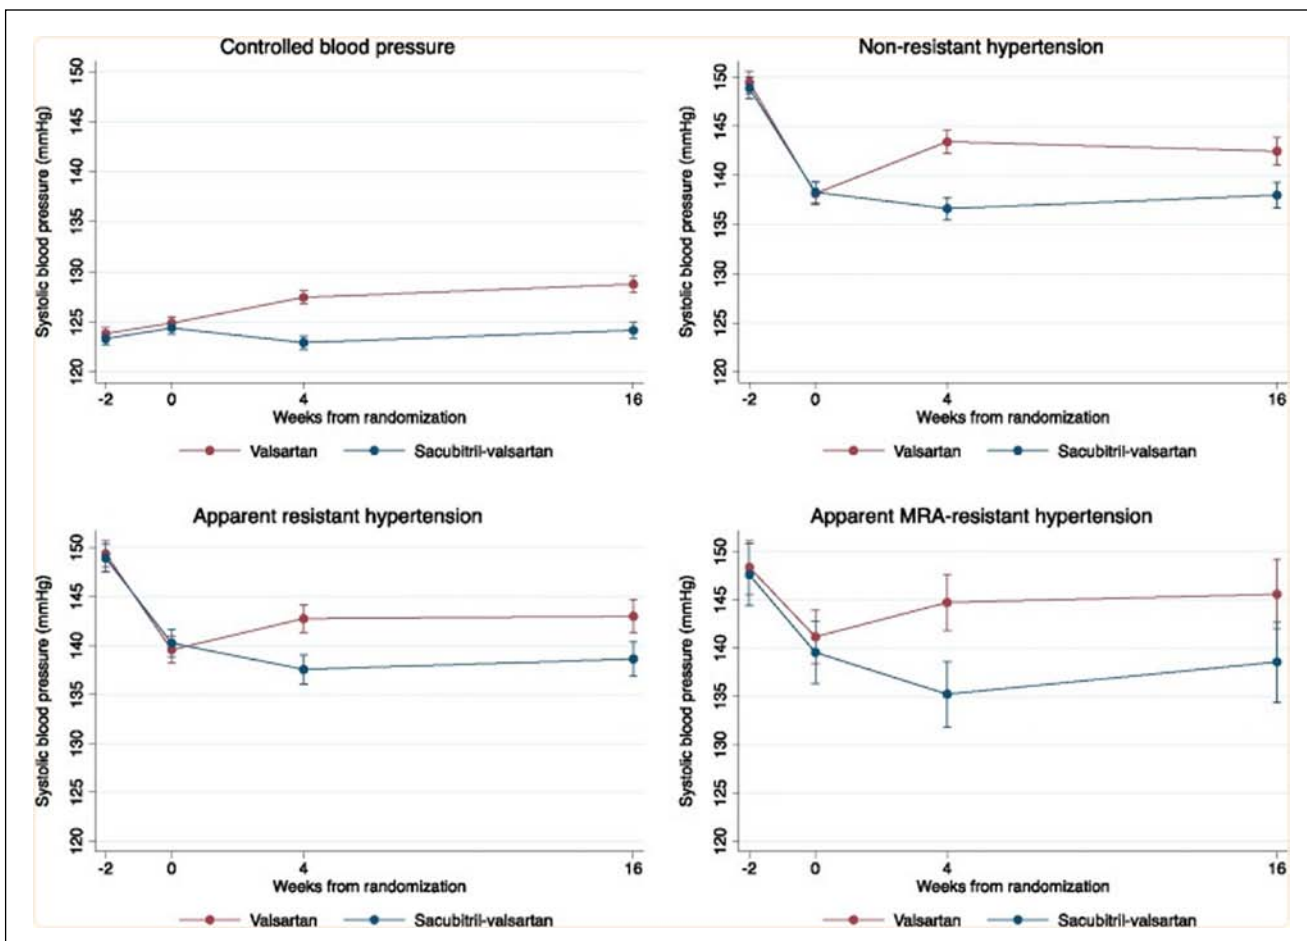 Controlled blood pressure
Systolic blood pressure (mmHg)
150
145
140
135
130
125
120
-2
0
4
16
Weeks from randomization
Valsartan
Sacubitril-valsartan
Non-resistant hypertension
Systolic blood pressure (mmHg)
150
145
140
135
130
125
120
-2
0
4
16
Weeks from randomization
Valsartan
Sacubitril-valsartan
Apparent resistant hypertension
Systolic blood pressure (mmHg)
150
145
140
135
130
125
120
-2
0
4
16
Weeks from randomization
Valsartan
Sacubitril-valsartan
Apparent MRA-resistant hypertension
Systolic blood pressure (mmHg)
150
145
140
135
130
125
120
-2
0
4
16
Weeks from randomization
Valsartan
Sacubitril-valsartan